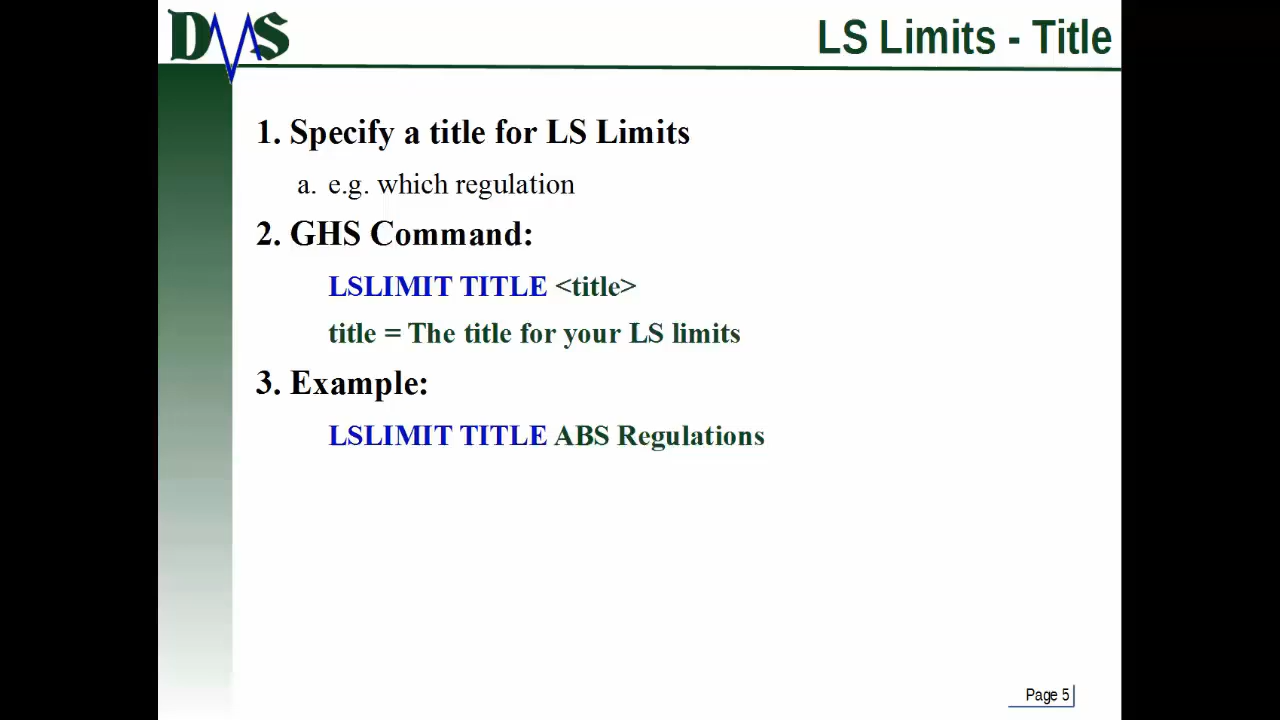 DMS
LS Limits - Title
1. Specify a title for LS Limits
a. e.g. which regulation
2. GHS Command:
LSLIMIT TITLE <title>
title = The title for your LS limits
3. Example:
LSLIMIT TITLE ABS Regulations
Page 5